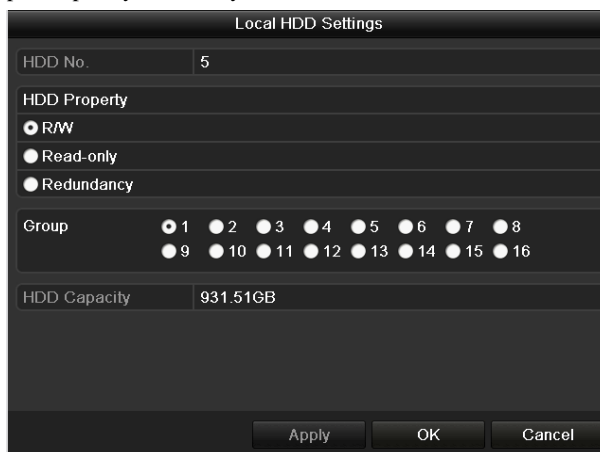 Local HDD Settings
HDD No. 5
HDD Property
R/W
Read-only
Redundancy
Group 1 2 3 4 5 6 7 8
9 10 11 12 13 14 15 16
HDD Capacity 931.51GB
Apply OK Cancel